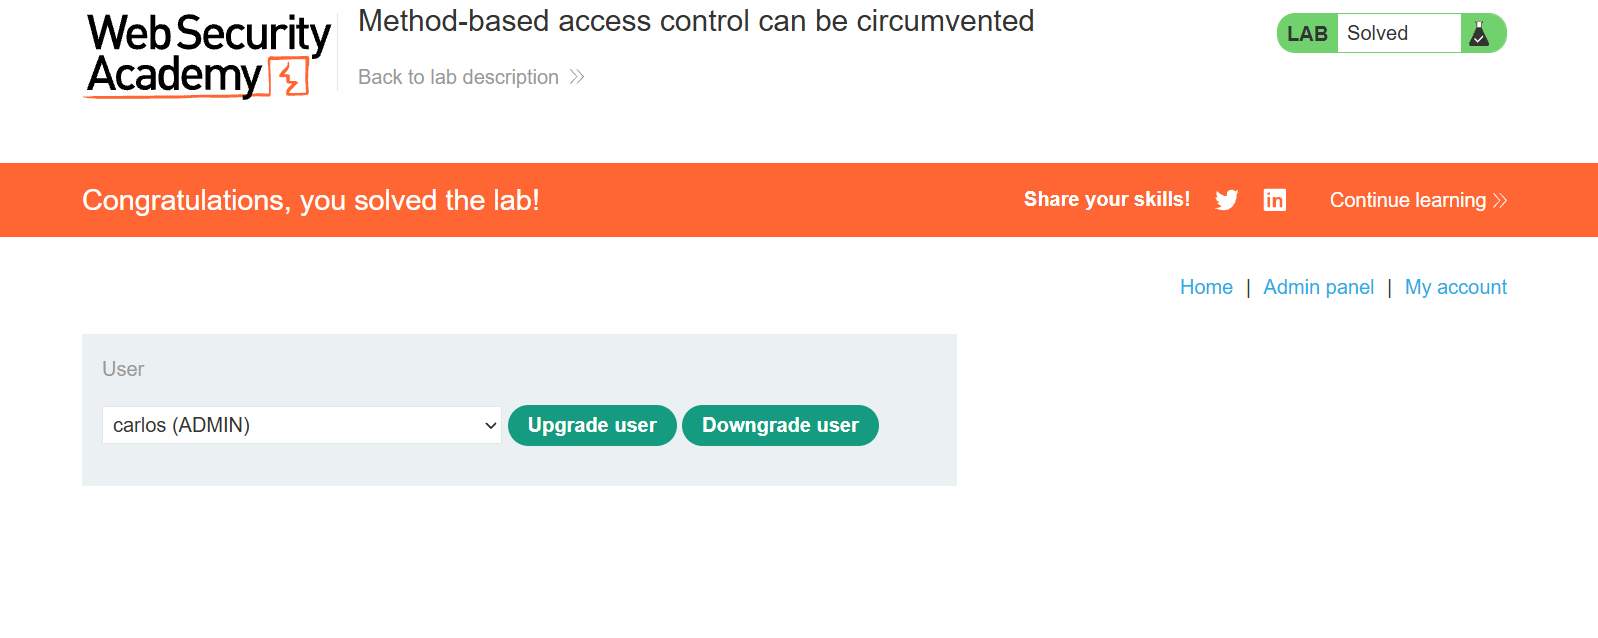 Web Security
Academy
Method-based access control can be circumvented
Back to lab description
LAB Solved
Congratulations, you solved the lab!
Share your skills!
Continue learning
Home | Admin panel | My account
User
carlos (ADMIN)
Upgrade user
Downgrade user